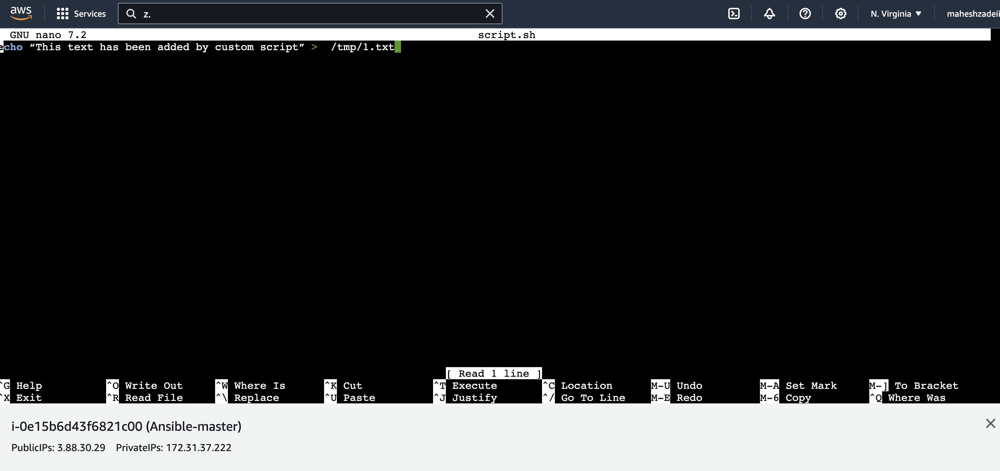 aws Services z. N. Virginia maheshzadeii
GNU nano 7.2 script.sh
echo “This text has been added by custom script” >  /tmp/1.txt
[ Read 1 line ]
^G Help ^O Write Out ^W Where Is ^K Cut ^T Execute ^C Location M-U Undo M-A Set Mark M-] To Bracket
^X Exit ^R Read File ^\ Replace ^U Paste ^J Justify ^/ Go To Line M-E Redo M-6 Copy ^Q Where Was
i-0e15b6d43f6821c00 (Ansible-master)
PublicIPs: 3.88.30.29 PrivateIPs: 172.31.37.222